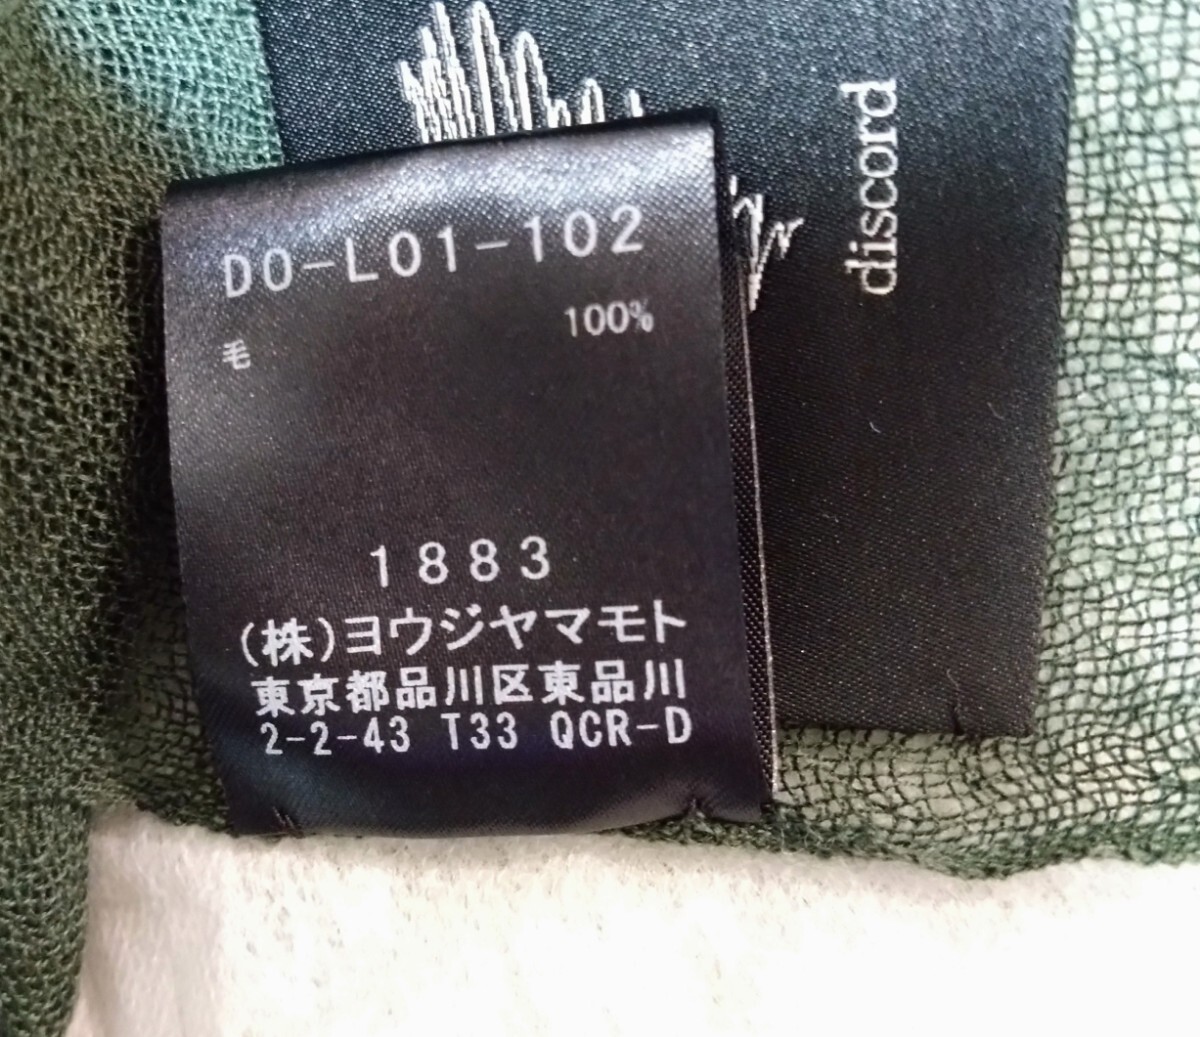 discord
DO-L01-102
毛 100%
1883
(株)ヨウジヤマモト
東京都品川区東品川
2-2-43 T33 QCR-D